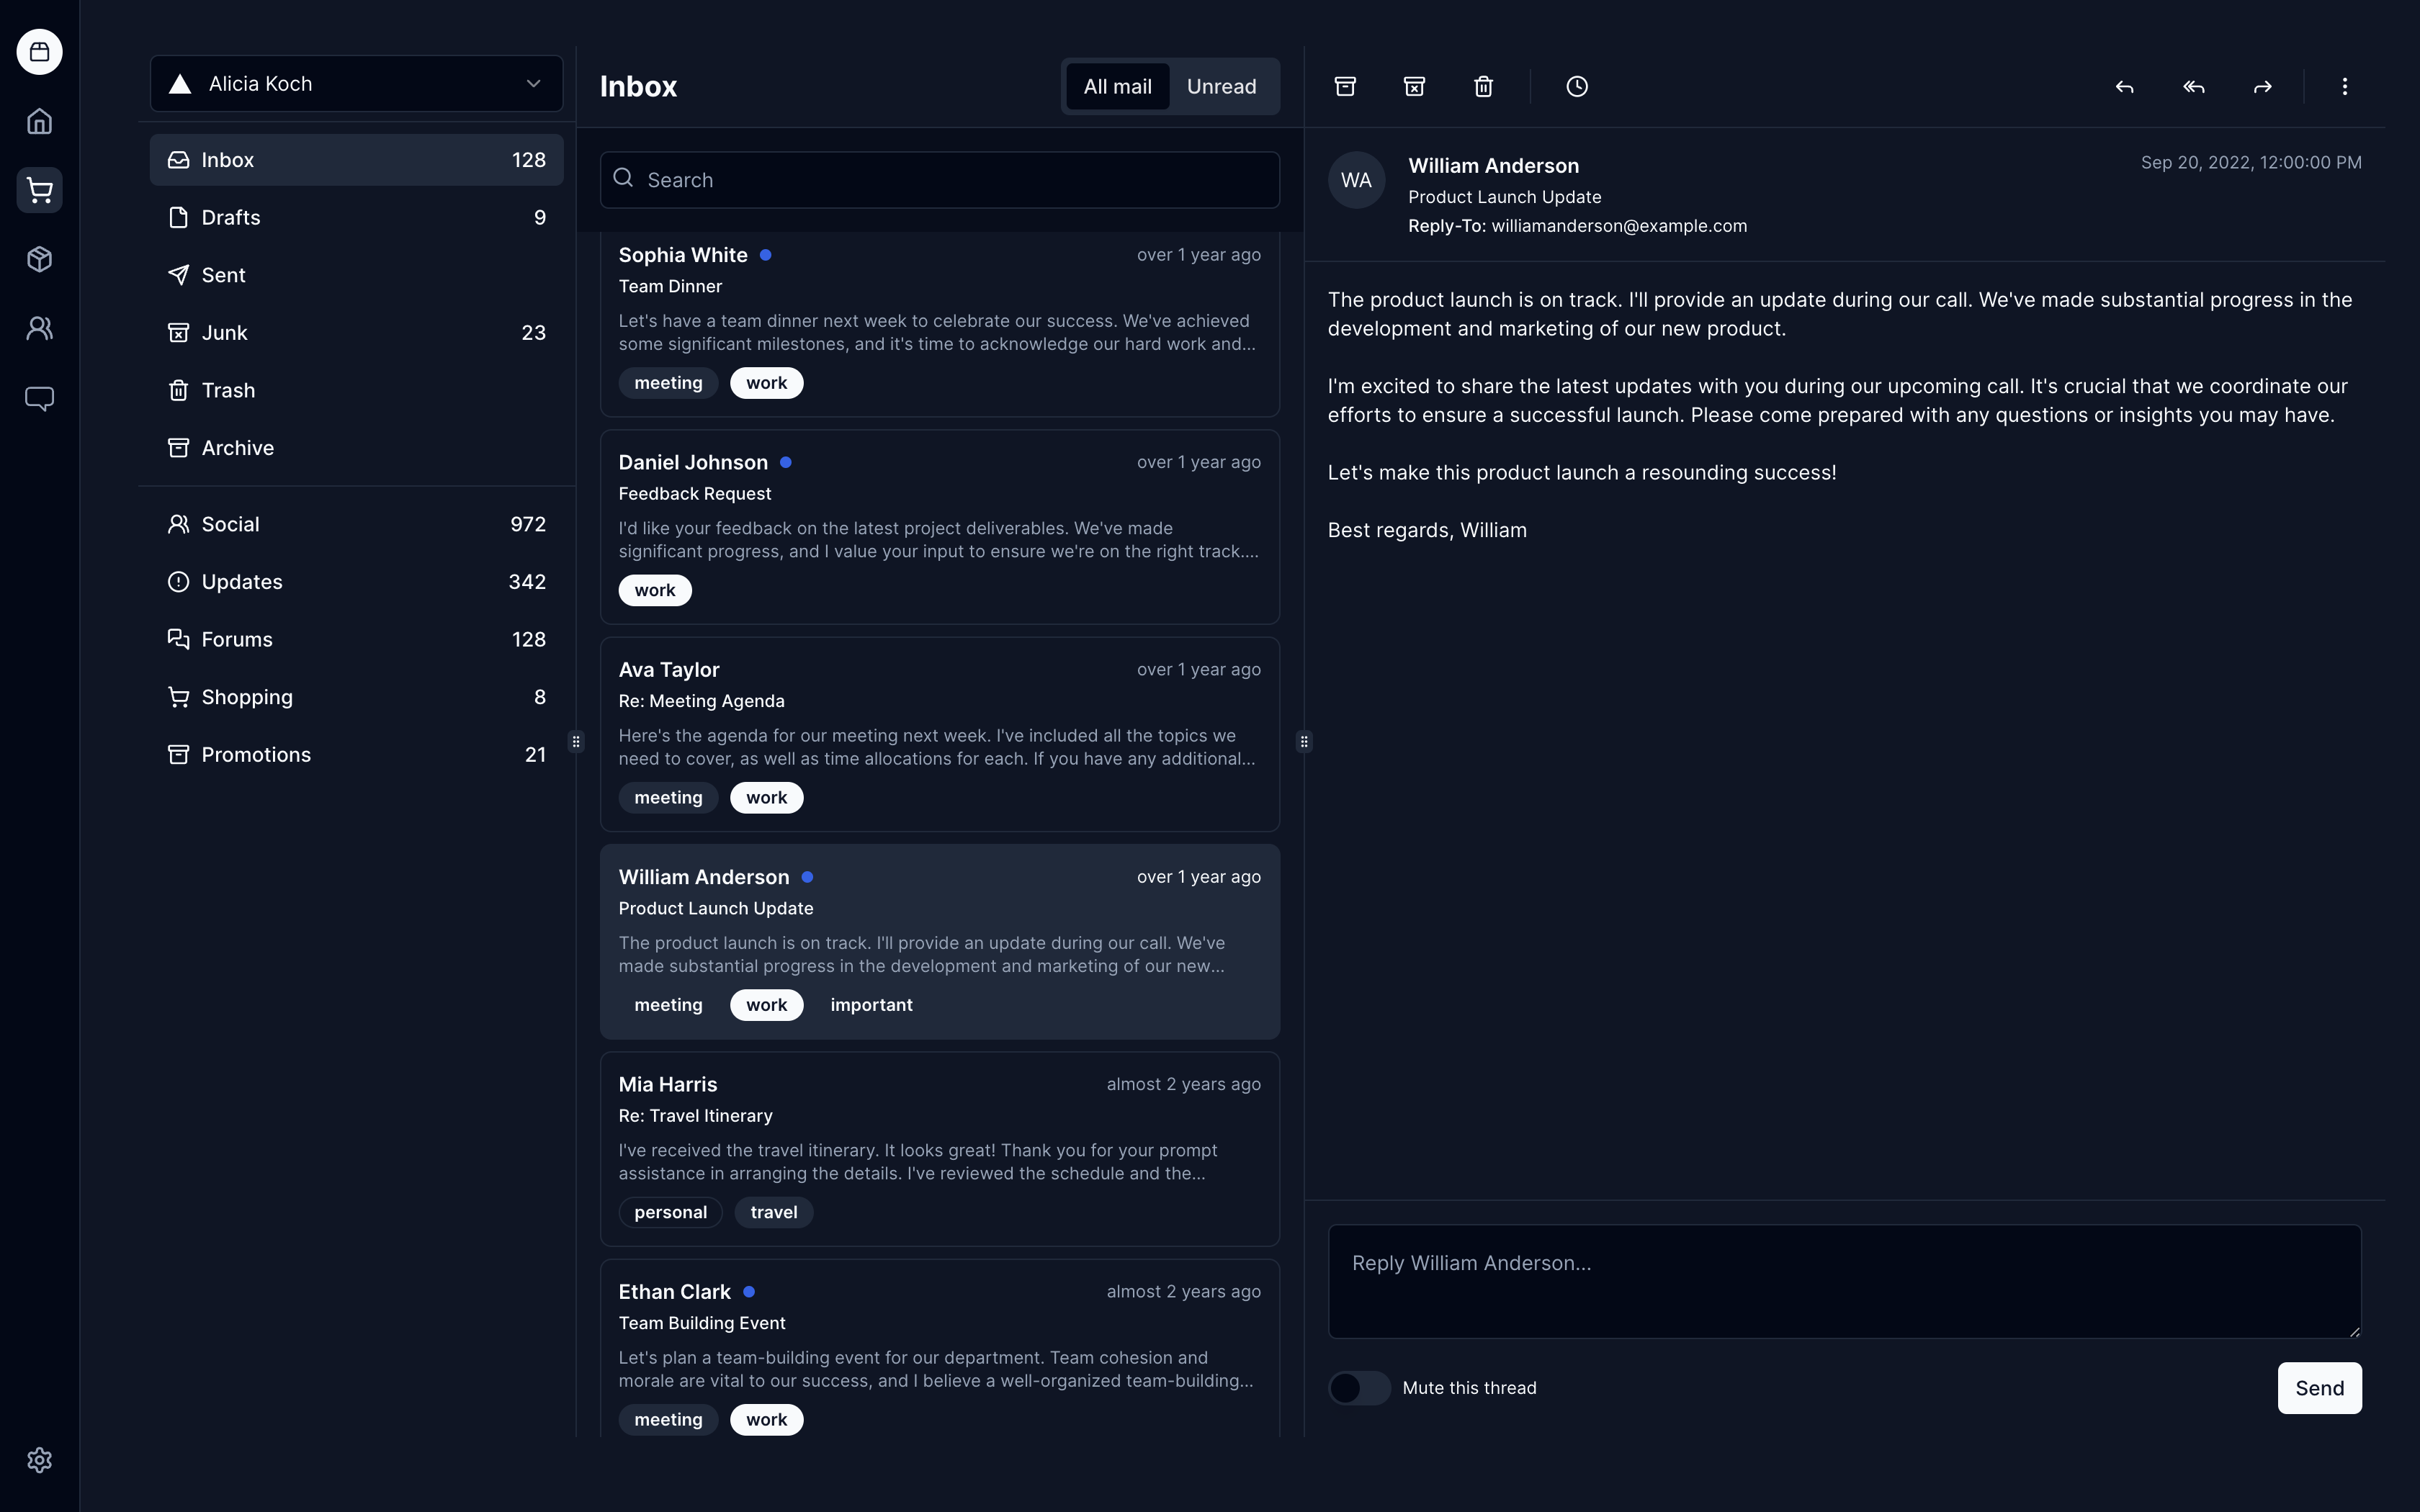 Alicia Koch
Inbox 128
Drafts 9
Sent
Junk 23
Trash
Archive
Social 972
Updates 342
Forums 128
Shopping 8
Promotions 21
Inbox
All mail Unread
Search
Sophia White over 1 year ago
Team Dinner
Let's have a team dinner next week to celebrate our success. We've achieved
some significant milestones, and it's time to acknowledge our hard work and...
meeting work
Daniel Johnson over 1 year ago
Feedback Request
I'd like your feedback on the latest project deliverables. We've made
significant progress, and I value your input to ensure we're on the right track....
work
Ava Taylor over 1 year ago
Re: Meeting Agenda
Here's the agenda for our meeting next week. I've included all the topics we
need to cover, as well as time allocations for each. If you have any additional...
meeting work
William Anderson over 1 year ago
Product Launch Update
The product launch is on track. I'll provide an update during our call. We've
made substantial progress in the development and marketing of our new...
meeting work important
Mia Harris almost 2 years ago
Re: Travel Itinerary
I've received the travel itinerary. It looks great! Thank you for your prompt
assistance in arranging the details. I've reviewed the schedule and the...
personal travel
Ethan Clark almost 2 years ago
Team Building Event
Let's plan a team-building event for our department. Team cohesion and
morale are vital to our success, and I believe a well-organized team-building...
meeting work
WA
William Anderson Sep 20, 2022, 12:00:00 PM
Product Launch Update
Reply-To: williamanderson@example.com
The product launch is on track. I'll provide an update during our call. We've made substantial progress in the
development and marketing of our new product.
I'm excited to share the latest updates with you during our upcoming call. It's crucial that we coordinate our
efforts to ensure a successful launch. Please come prepared with any questions or insights you may have.
Let's make this product launch a resounding success!
Best regards, William
Reply William Anderson...
Mute this thread Send